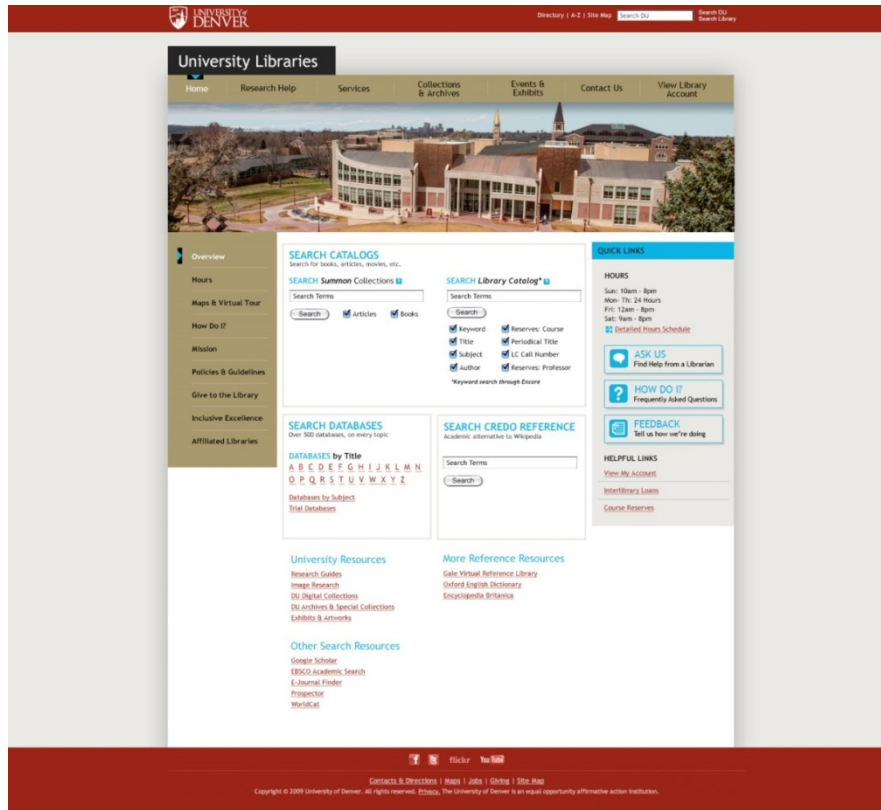 UNIVERSITY of
DENVER
Directory | A-Z | Site Map
Search DU
Search DU
Search Library
University Libraries
Home
Research Help
Services
Collections
& Archives
Events &
Exhibits
Contact Us
View Library
Account
Overview
Hours
Maps & Virtual Tour
How Do I?
Mission
Policies & Guidelines
Give to the Library
Inclusive Excellence
Affiliated Libraries
SEARCH CATALOGS
Search for books, articles, movies, etc.
SEARCH Summon Collections ?
Search Terms
Search
Articles
Books
SEARCH Library Catalog* ?
Search Terms
Search
Keyword
Reserves: Course
Title
Periodical Title
Subject
LC Call Number
Author
Reserves: Professor
*Keyword search through Encore
SEARCH DATABASES
Over 500 databases, on every topic
DATABASES by Title
A B C D E F G H I J K L M N
O P Q R S T U V W X Y Z
Databases by Subject
Trial Databases
SEARCH CREDO REFERENCE
Academic alternative to Wikipedia
Search Terms
Search
University Resources
Research Guides
Image Research
DU Digital Collections
DU Archives & Special Collections
Exhibits & Artworks
More Reference Resources
Gale Virtual Reference Library
Oxford English Dictionary
Encyclopedia Britanica
Other Search Resources
Google Scholar
EBSCO Academic Search
E-Journal Finder
Prospector
WorldCat
QUICK LINKS
HOURS
Sun: 10am - 8pm
Mon- Th: 24 Hours
Fri: 12am - 8pm
Sat: 9am - 8pm
Detailed Hours Schedule
ASK US
Find Help from a Librarian
?
HOW DO I?
Frequently Asked Questions
FEEDBACK
Tell us how we're doing
HELPFUL LINKS
View My Account
Interlibrary Loans
Course Reserves
f
flickr
You Tube
Contacts & Directions | Maps | Jobs | Giving | Site Map
Copyright © 2009 University of Denver. All rights reserved. Privacy. The University of Denver is an equal opportunity affirmative action institution.